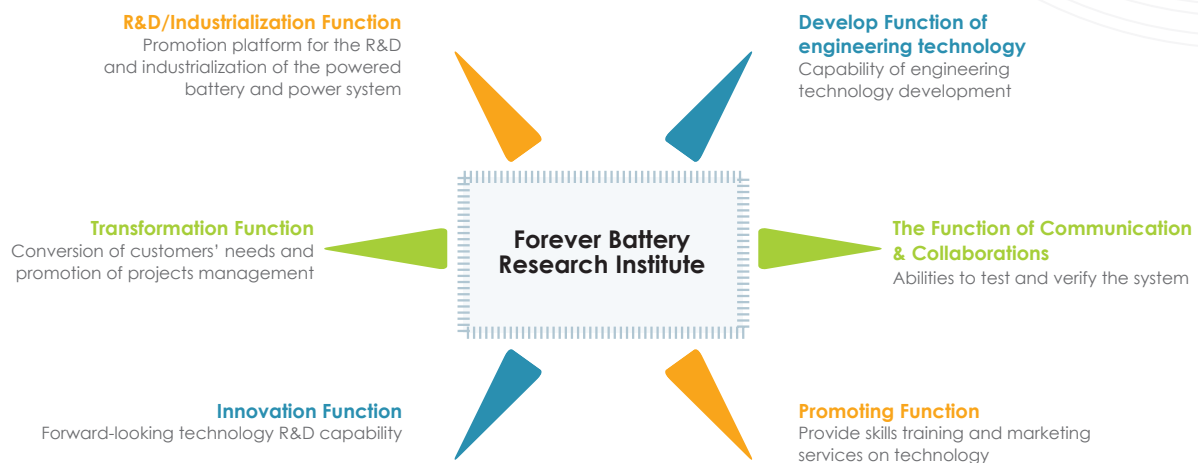 R&D/Industrialization Function
Promotion platform for the R&D
and industrialization of the powered
battery and power system
Develop Function of
engineering technology
Capability of engineering
technology development
Transformation Function
Conversion of customers’ needs and
promotion of projects management
Forever Battery
Research Institute
The Function of Communication
& Collaborations
Abilities to test and verify the system
Innovation Function
Forward-looking technology R&D capability
Promoting Function
Provide skills training and marketing
services on technology